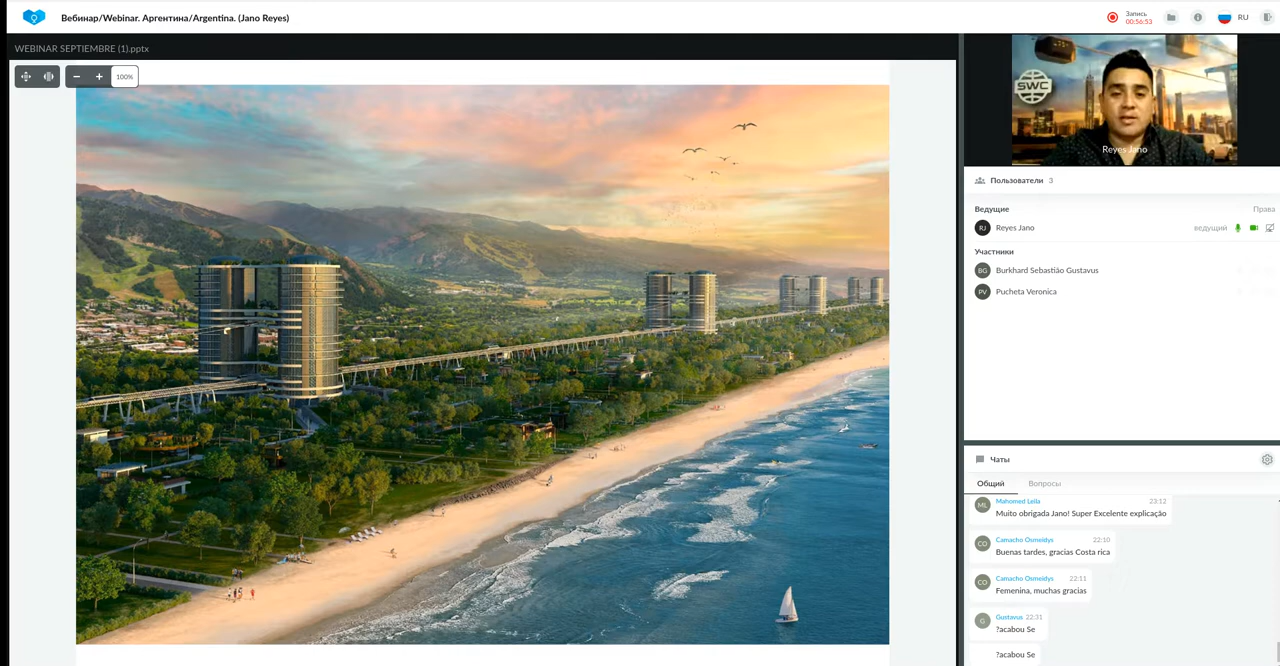 Вебинар/Webinar. Аргентина/Argentina. (Jano Reyes)
Запись
00:56:53
RU
WEBINAR SEPTIEMBRE (1).pptx
100%
SWC
Reyes Jano
Пользователи 3
Ведущие Права
RJ Reyes Jano ведущий
Участники
BG Burkhard Sebastião Gustavus
PV Pucheta Veronica
Чаты
Общий Вопросы
ML Mahomed Leila 23:12
Muito obrigada Jano! Super Excelente explicação
CO Camacho Osmeidys 22:10
Buenas tardes, gracias Costa rica
CO Camacho Osmeidys 22:11
Femenina, muchas gracias
G Gustavus 22:31
?acabou Se
?acabou Se